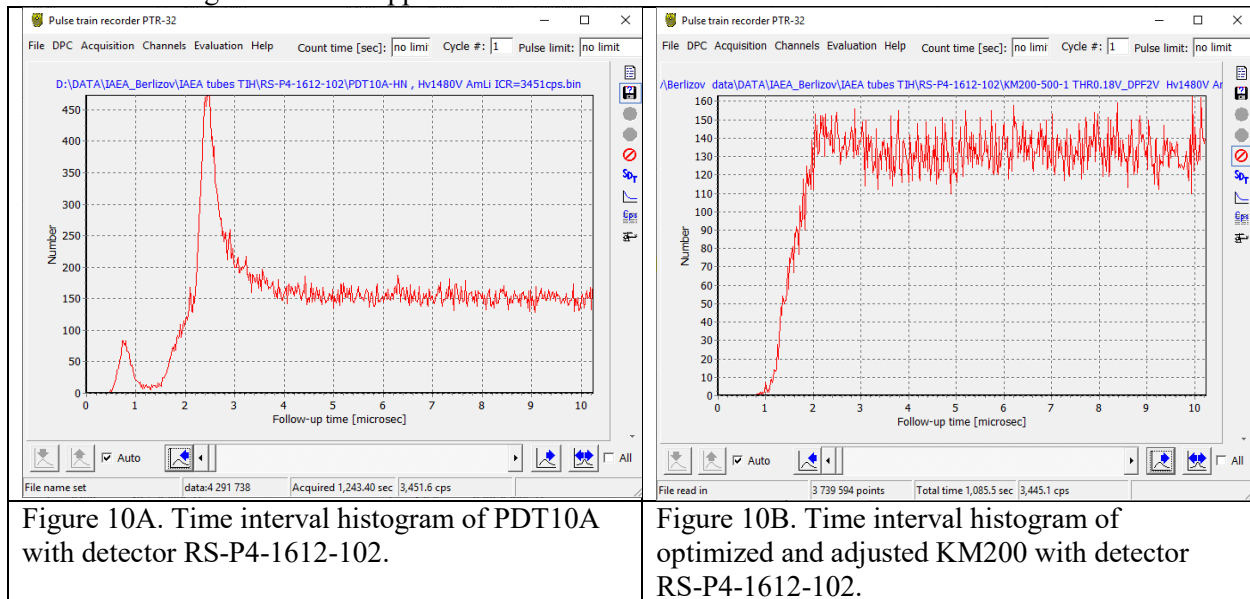 Pulse train recorder PTR-32
File DPC Acquisition Channels Evaluation Help Count time [sec]: no limi Cycle #: 1 Pulse limit: no limit
D:\DATA\IAEA_Berlizov\IAEA tubes TIH\RS-P4-1612-102\PDT10A-HN , Hv1480V AmLi ICR=3451cps.bin
450
400
350
300
250
200
150
100
50
0
Number
0 1 2 3 4 5 6 7 8 9 10
Follow-up time [microsec]
Auto All
File name set data:4 291 738 Acquired 1,243.40 sec 3,451.6 cps
Figure 10A. Time interval histogram of PDT10A
with detector RS-P4-1612-102.
Pulse train recorder PTR-32
File DPC Acquisition Channels Evaluation Help Count time [sec]: no limi Cycle #: 1 Pulse limit: no limit
/\Berlizov data\DATA\IAEA_Berlizov\IAEA tubes TIH\RS-P4-1612-102\KM200-500-1 THR0.18V_DPF2V Hv1480V Ar
160
150
140
130
120
110
100
90
80
70
60
50
40
30
20
10
0
Number
0 1 2 3 4 5 6 7 8 9 10
Follow-up time [microsec]
Auto All
File read in 3 739 594 points Total time 1,085.5 sec 3,445.1 cps
Figure 10B. Time interval histogram of
optimized and adjusted KM200 with detector
RS-P4-1612-102.